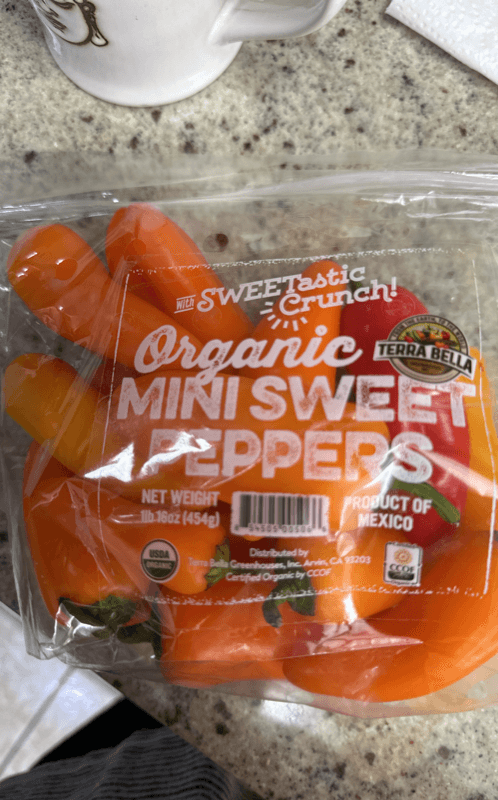 with SWEETastic
Crunch!
Organic
TERRA BELLA
MINI SWEET
PEPPERS
NET WEIGHT
1lb 16oz (454g)
PRODUCT OF
MEXICO
USDA
ORGANIC
Distributed by
Terra Bella Greenhouses, Inc. Arvin, CA 93203
Certified Organic by CCOF
CCOF